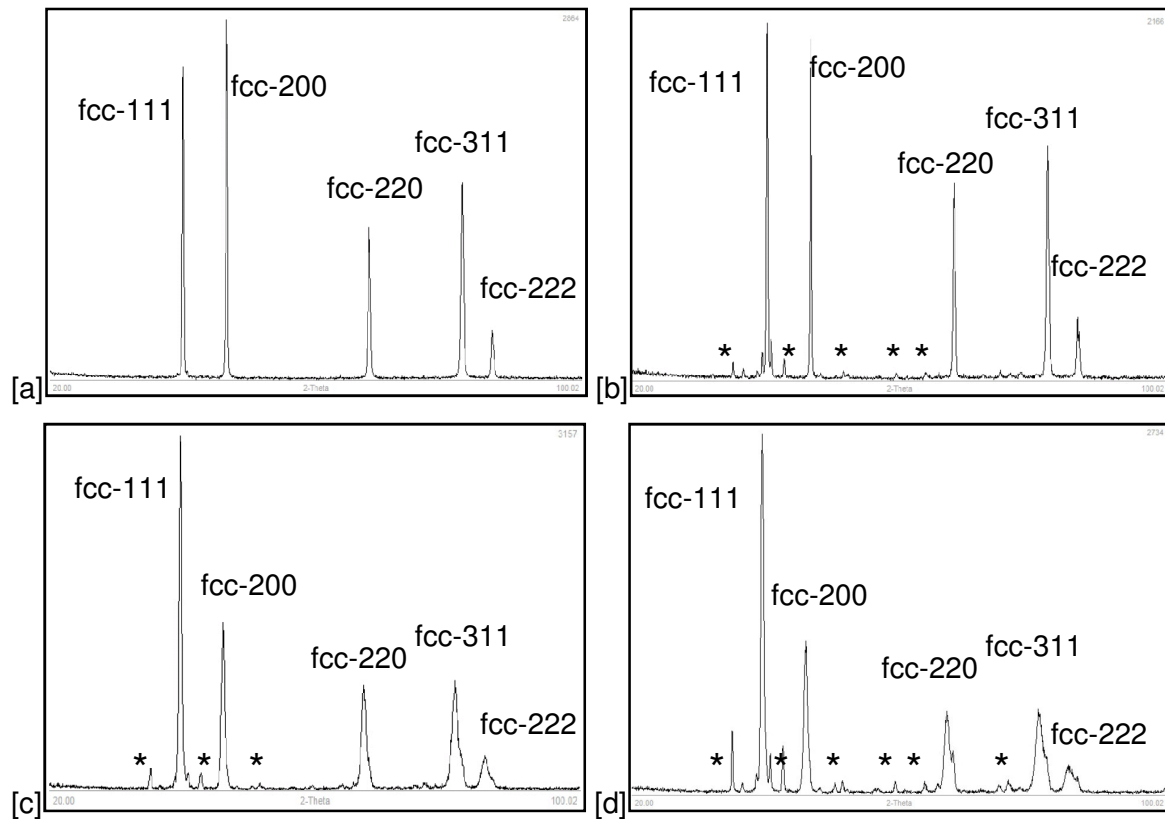 2864
fcc-111
fcc-200
fcc-220
fcc-311
fcc-222
20.00 2-Theta 100.02
[a]
2166
fcc-111
fcc-200
fcc-220
fcc-311
fcc-222
* * * * *
20.00 2-Theta 100.02
[b]
3157
fcc-111
fcc-200
fcc-220
fcc-311
fcc-222
* * *
20.00 2-Theta 100.02
[c]
2734
fcc-111
fcc-200
fcc-220
fcc-311
fcc-222
* * * * * *
20.00 2-Theta 100.02
[d]